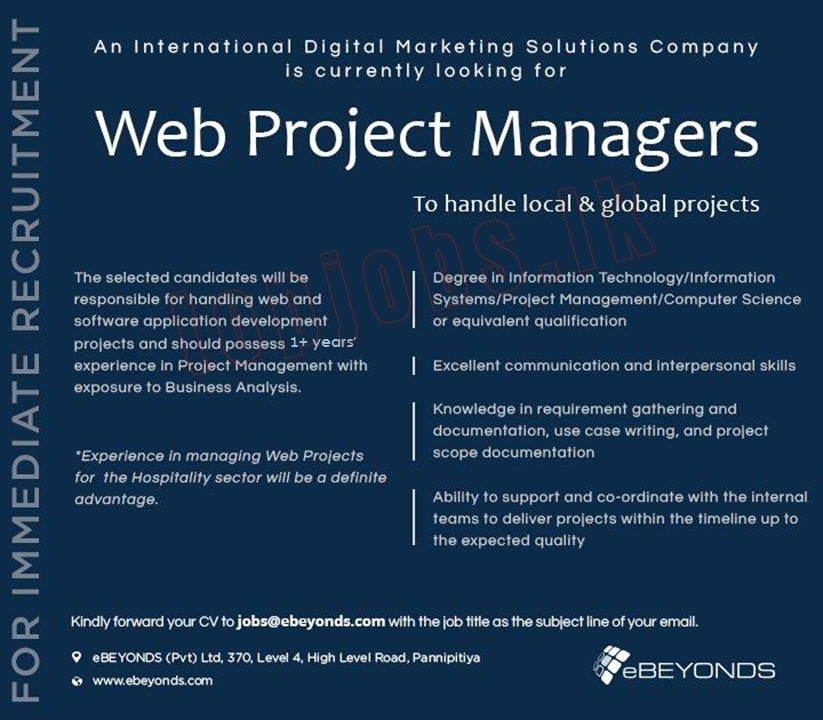 FOR IMMEDIATE RECRUITMENT
An International Digital Marketing Solutions Company
is currently looking for
Web Project Managers
To handle local & global projects
topjobs.lk
The selected candidates will be
responsible for handling web and
software application development
projects and should possess 1+ years'
experience in Project Management with
exposure to Business Analysis.
*Experience in managing Web Projects
for the Hospitality sector will be a definite
advantage.
Degree in Information Technology/Information
Systems/Project Management/Computer Science
or equivalent qualification
Excellent communication and interpersonal skills
Knowledge in requirement gathering and
documentation, use case writing, and project
scope documentation
Ability to support and co-ordinate with the internal
teams to deliver projects within the timeline up to
the expected quality
Kindly forward your CV to jobs@ebeyonds.com with the job title as the subject line of your email.
eBEYONDS (Pvt) Ltd, 370, Level 4, High Level Road, Pannipitiya
www.ebeyonds.com
eBEYONDS